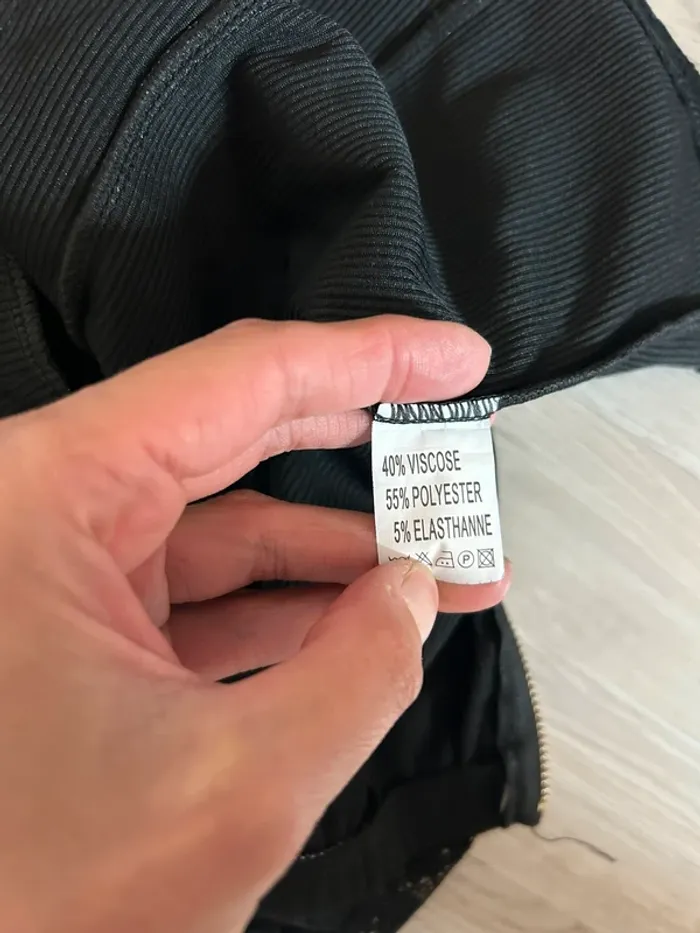 40% VISCOSE
55% POLYESTER
5% ELASTHANNE
P